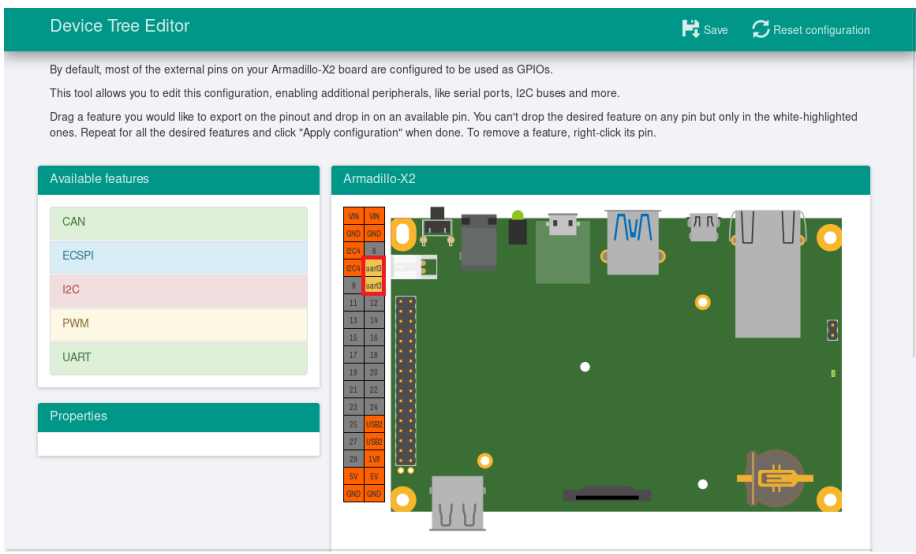 Device Tree Editor
Save
Reset configuration
By default, most of the external pins on your Armadillo-X2 board are configured to be used as GPIOs.
This tool allows you to edit this configuration, enabling additional peripherals, like serial ports, I2C buses and more.
Drag a feature you would like to export on the pinout and drop in on an available pin. You can't drop the desired feature on any pin but only in the white-highlighted
ones. Repeat for all the desired features and click "Apply configuration" when done. To remove a feature, right-click its pin.
Available features
CAN
ECSPI
I2C
PWM
UART
Properties
Armadillo-X2
VIN VIN
GND GND
I2C4 6
I2C4 uart3
9 uart3
11 12
13 14
15 16
17 18
19 20
21 22
23 24
25 USB2
27 USB2
29 1V8
5V 5V
GND GND